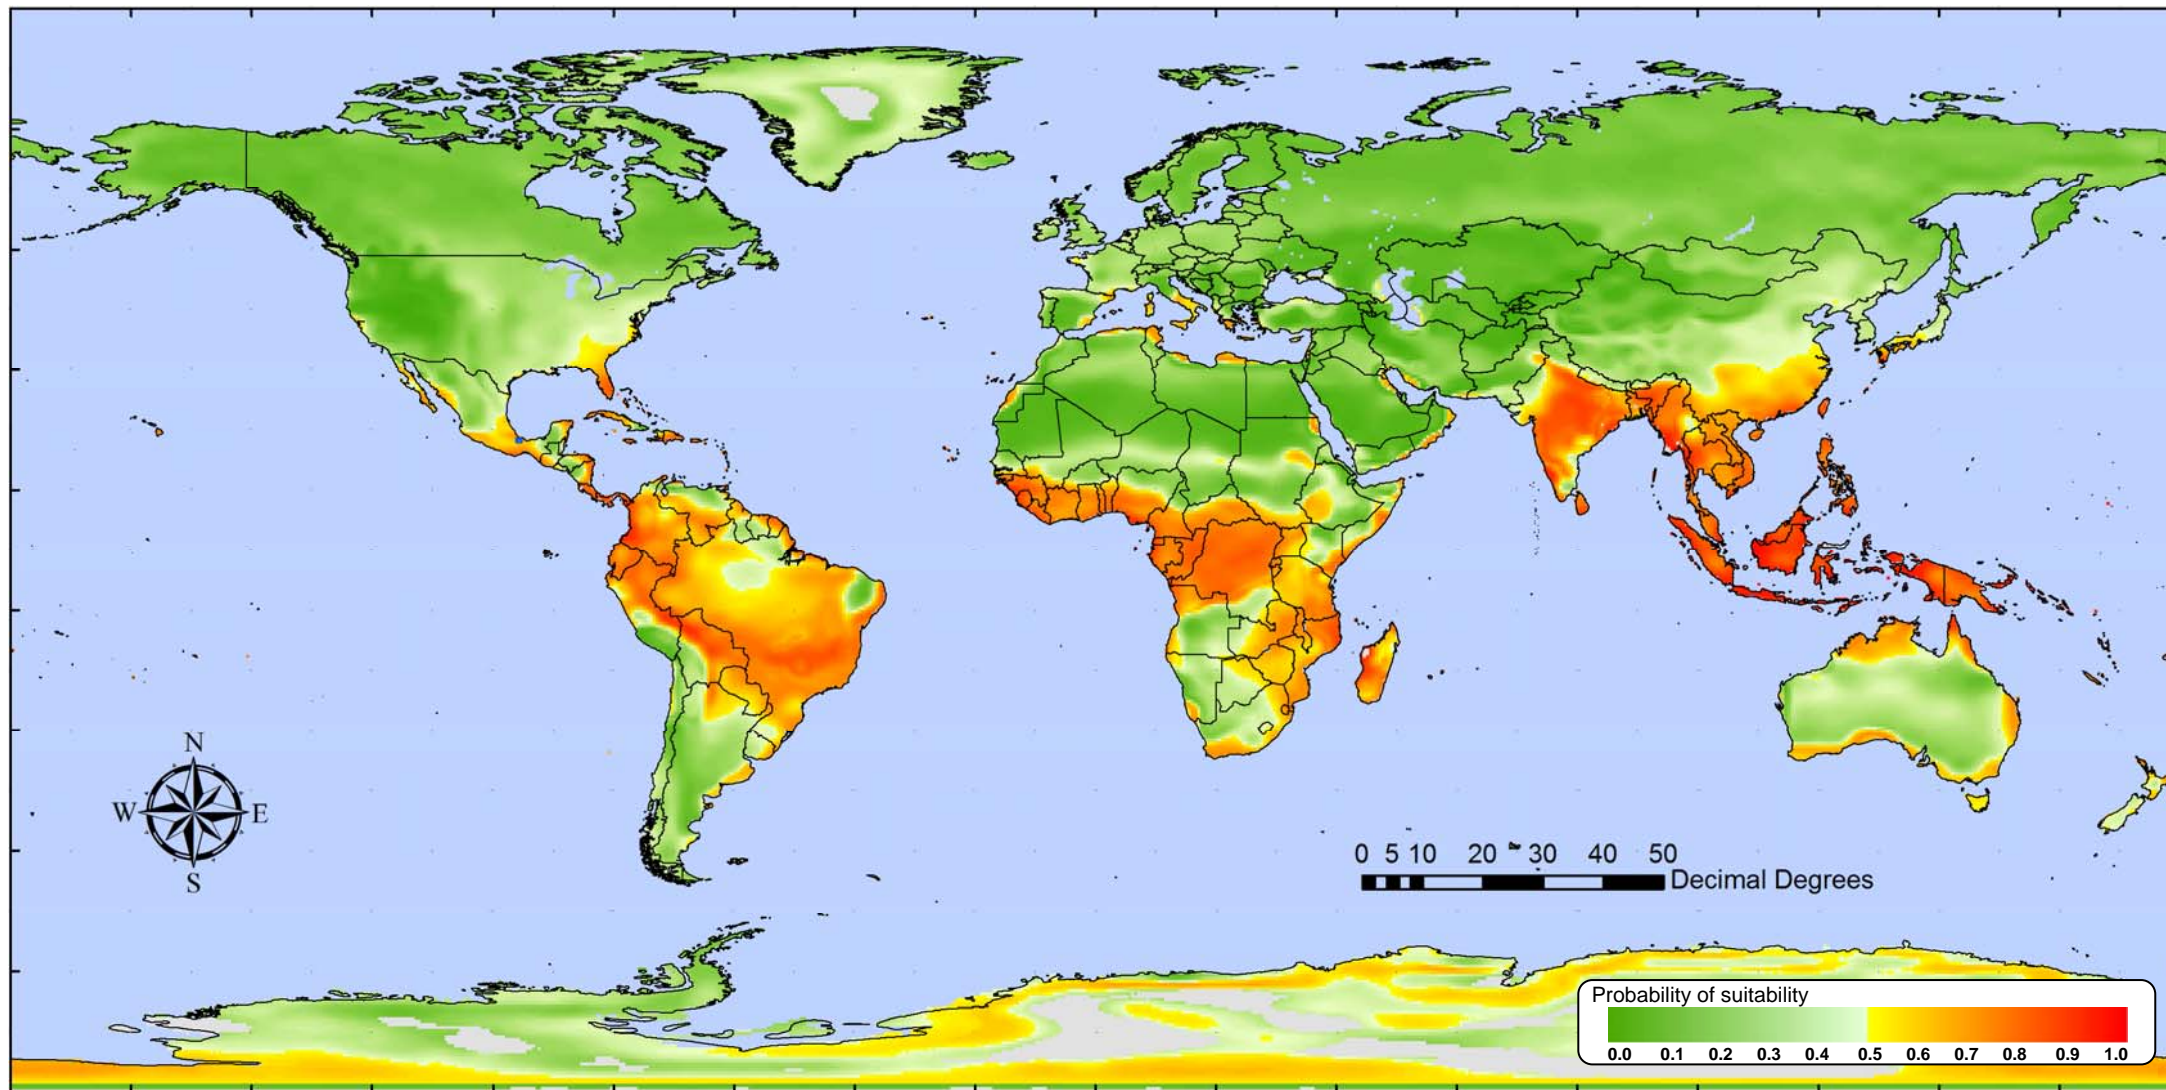 N
W E
S
0 5 10 20 30 40 50
Decimal Degrees
Probability of suitability
0.0 0.1 0.2 0.3 0.4 0.5 0.6 0.7 0.8 0.9 1.0